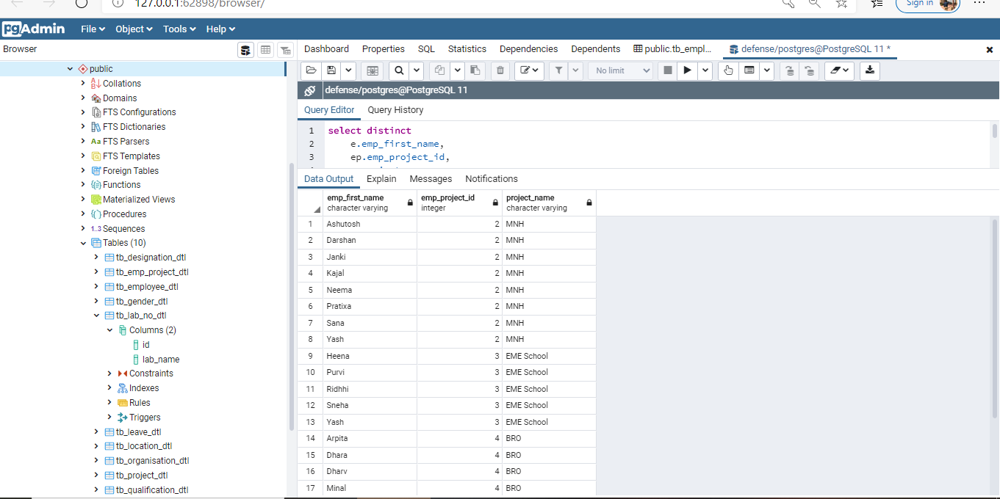 127.0.0.1:62898/browser/
Sign in
pgAdmin File Object Tools Help
Browser
Dashboard Properties SQL Statistics Dependencies Dependents public.tb_empl... defense/postgres@PostgreSQL 11 *
No limit
defense/postgres@PostgreSQL 11
Query Editor Query History
1 select distinct
2 e.emp_first_name,
3 ep.emp_project_id,
Data Output Explain Messages Notifications
emp_first_name emp_project_id project_name
character varying integer character varying
1 Ashutosh 2 MNH
2 Darshan 2 MNH
3 Janki 2 MNH
4 Kajal 2 MNH
5 Neema 2 MNH
6 Pratixa 2 MNH
7 Sana 2 MNH
8 Yash 2 MNH
9 Heena 3 EME School
10 Purvi 3 EME School
11 Ridhhi 3 EME School
12 Sneha 3 EME School
13 Yash 3 EME School
14 Arpita 4 BRO
15 Dhara 4 BRO
16 Dharv 4 BRO
17 Minal 4 BRO
public
Collations
Domains
FTS Configurations
FTS Dictionaries
Aa FTS Parsers
FTS Templates
Foreign Tables
Functions
Materialized Views
Procedures
1..3 Sequences
Tables (10)
tb_designation_dtl
tb_emp_project_dtl
tb_employee_dtl
tb_gender_dtl
tb_lab_no_dtl
Columns (2)
id
lab_name
Constraints
Indexes
Rules
Triggers
tb_leave_dtl
tb_location_dtl
tb_organisation_dtl
tb_project_dtl
tb_qualification_dtl